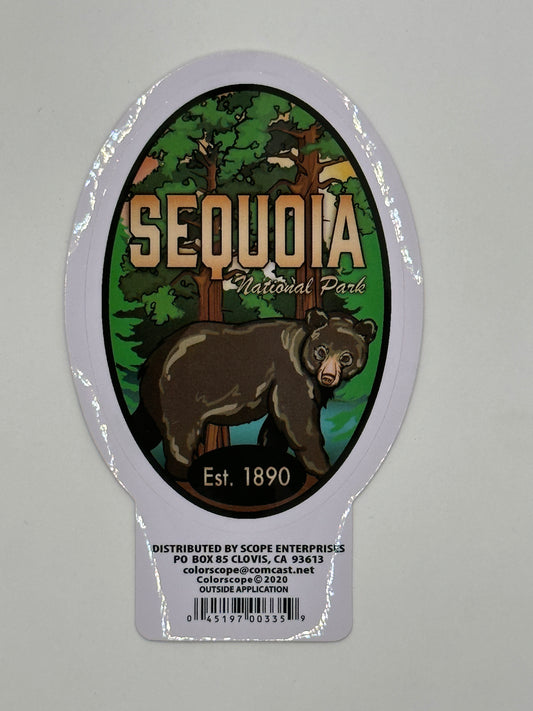 SEQUOIA
National Park
Est. 1890
DISTRIBUTED BY SCOPE ENTERPRISES
PO BOX 85 CLOVIS, CA 93613
colorscope@comcast.net
Colorscope©2020
OUTSIDE APPLICATION
0 45197 00335 9